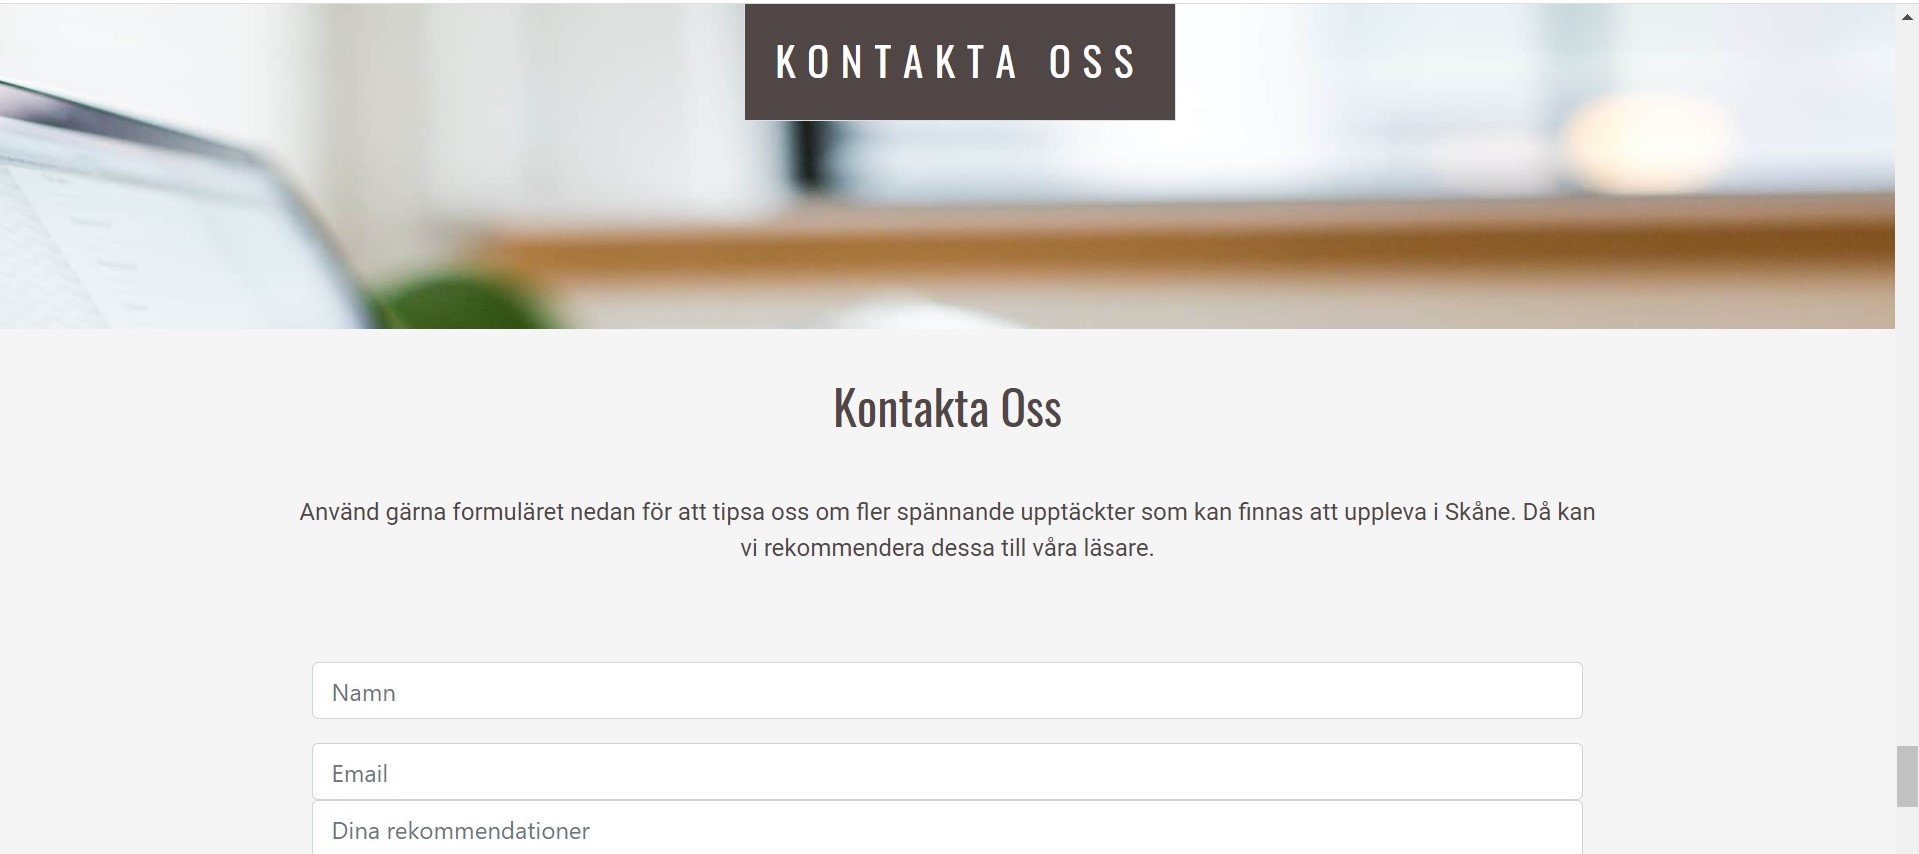 KONTAKTA OSS
Kontakta Oss
Använd gärna formuläret nedan för att tipsa oss om fler spännande upptäckter som kan finnas att uppleva i Skåne. Då kan
vi rekommendera dessa till våra läsare.
Namn
Email
Dina rekommendationer